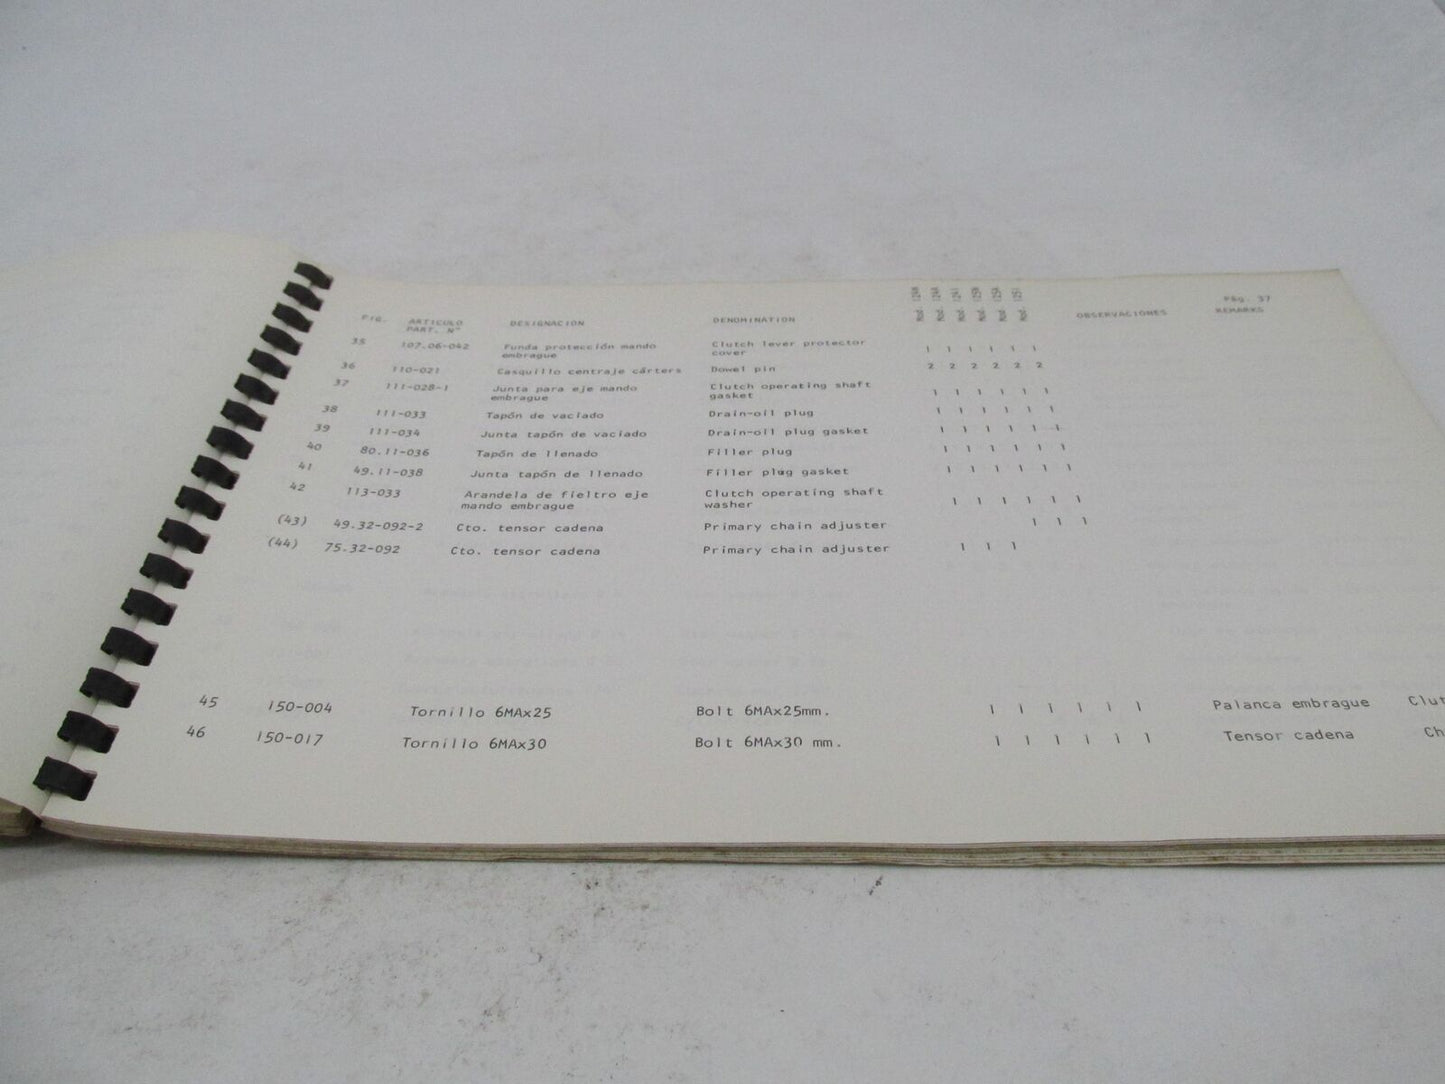 Pág. 37
FIG. ARTICULO DESIGNACION DENOMINATION OBSERVACIONES REMARKS
PART. N°
35 107.06-042 Funda protección mando Clutch lever protector 1 1 1 1 1 1
embrague cover
36 110-021 Casquillo centraje cárters Dowel pin 2 2 2 2 2 2
37 111-028-1 Junta para eje mando Clutch operating shaft 1 1 1 1 1 1
embrague gasket
38 111-033 Tapón de vaciado Drain-oil plug 1 1 1 1 1 1
39 111-034 Junta tapón de vaciado Drain-oil plug gasket 1 1 1 1 1 1
40 80.11-036 Tapón de llenado Filler plug 1 1 1 1 1 1
41 49.11-038 Junta tapón de llenado Filler plug gasket 1 1 1 1 1 1
42 113-033 Arandela de fieltro eje Clutch operating shaft 1 1 1 1 1 1
mando embrague washer
(43) 49.32-092-2 Cto. tensor cadena Primary chain adjuster 1 1 1
(44) 75.32-092 Cto. tensor cadena Primary chain adjuster 1 1 1
45 150-004 Tornillo 6MAx25 Bolt 6MAx25mm. 1 1 1 1 1 1 Palanca embrague Clut
46 150-017 Tornillo 6MAx30 Bolt 6MAx30 mm. 1 1 1 1 1 1 Tensor cadena Ch